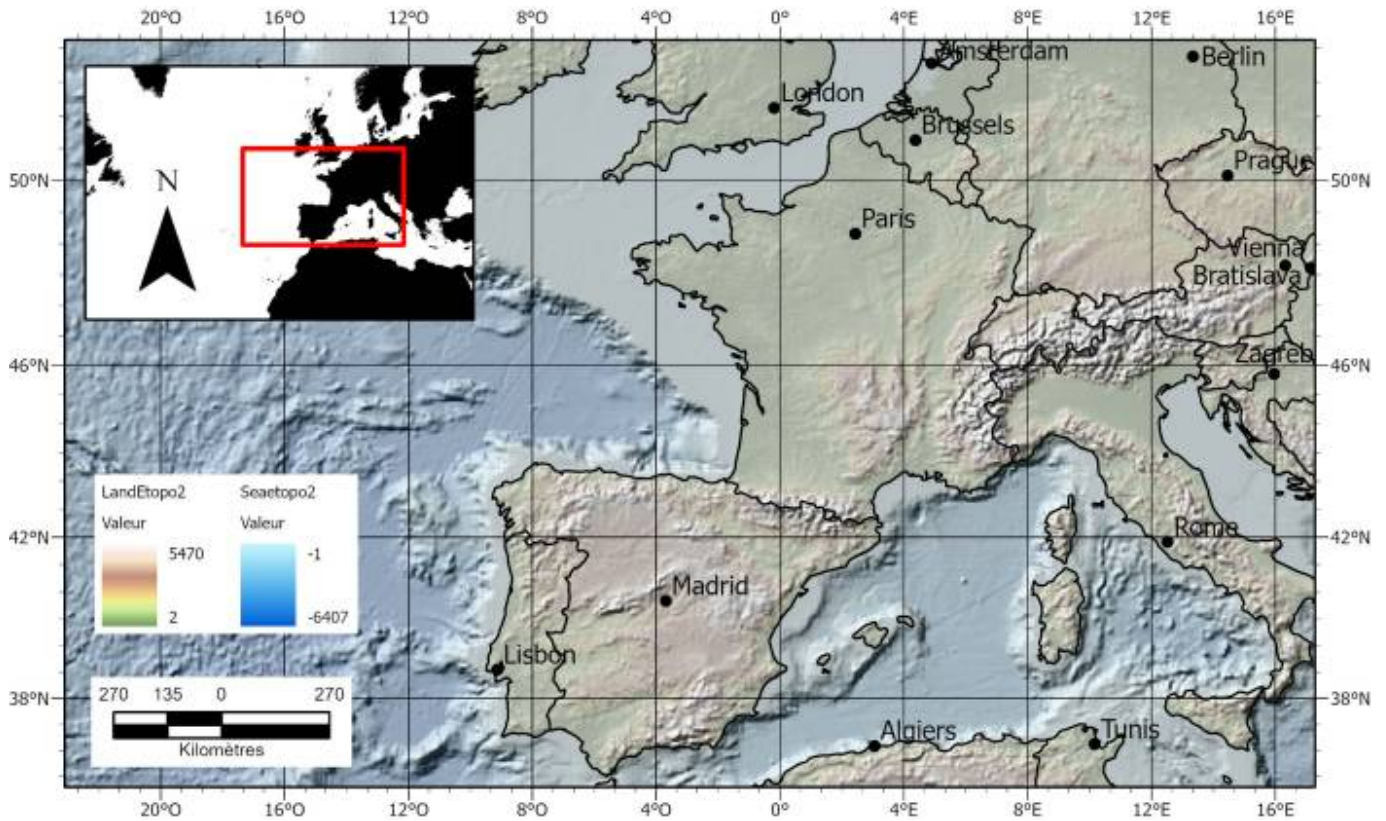 20°O 16°O 12°O 8°O 4°O 0° 4°E 8°E 12°E 16°E
Amsterdam
Berlin
London
Brussels
N
50°N
Prague
50°N
Paris
Vienna
Bratislava
46°N
Zagreb
46°N
LandEtopo2 Seaetopo2
Valeur Valeur
5470 -1
2 -6407
42°N
Rome
42°N
Madrid
Lisbon
38°N
38°N
270 135 0 270
Kilomètres
Algiers
Tunis
20°O 16°O 12°O 8°O 4°O 0° 4°E 8°E 12°E 16°E